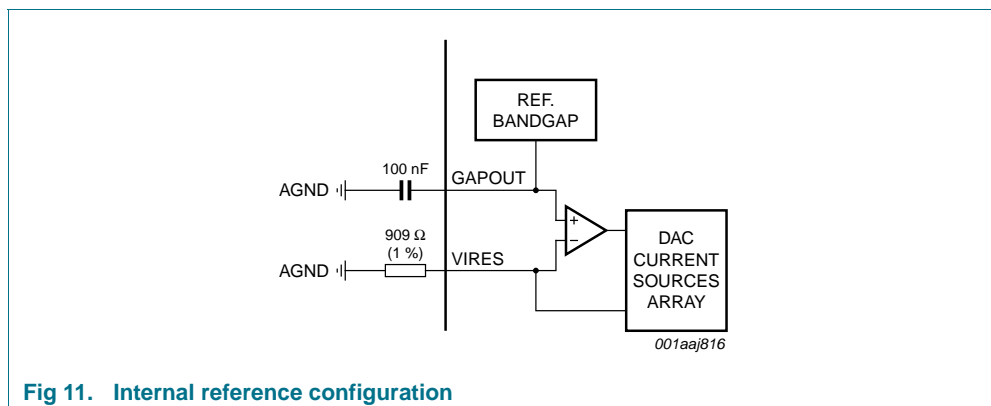 REF.
BANDGAP
100 nF
AGND
GAPOUT
+
−
909 Ω
(1 %)
AGND
VIRES
DAC
CURRENT
SOURCES
ARRAY
001aaj816
Fig 11. Internal reference configuration